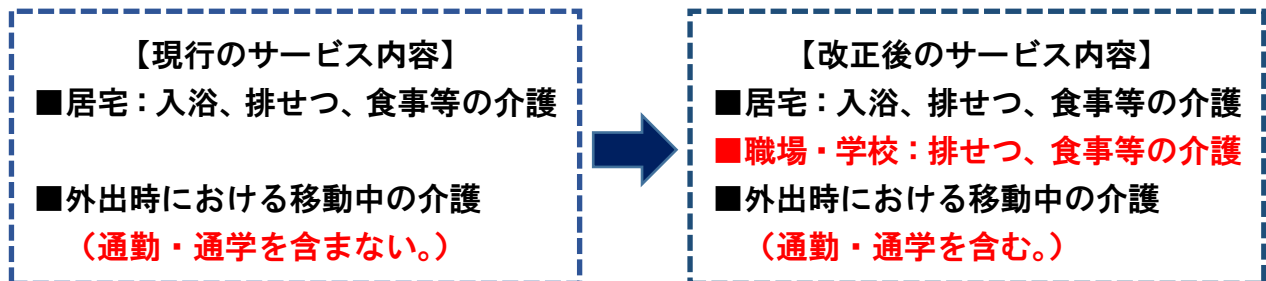 【現行のサービス内容】
■居宅：入浴、排せつ、食事等の介護
■外出時における移動中の介護
（通勤・通学を含まない。）
【改正後のサービス内容】
■居宅：入浴、排せつ、食事等の介護
■職場・学校：排せつ、食事等の介護
■外出時における移動中の介護
（通勤・通学を含む。）